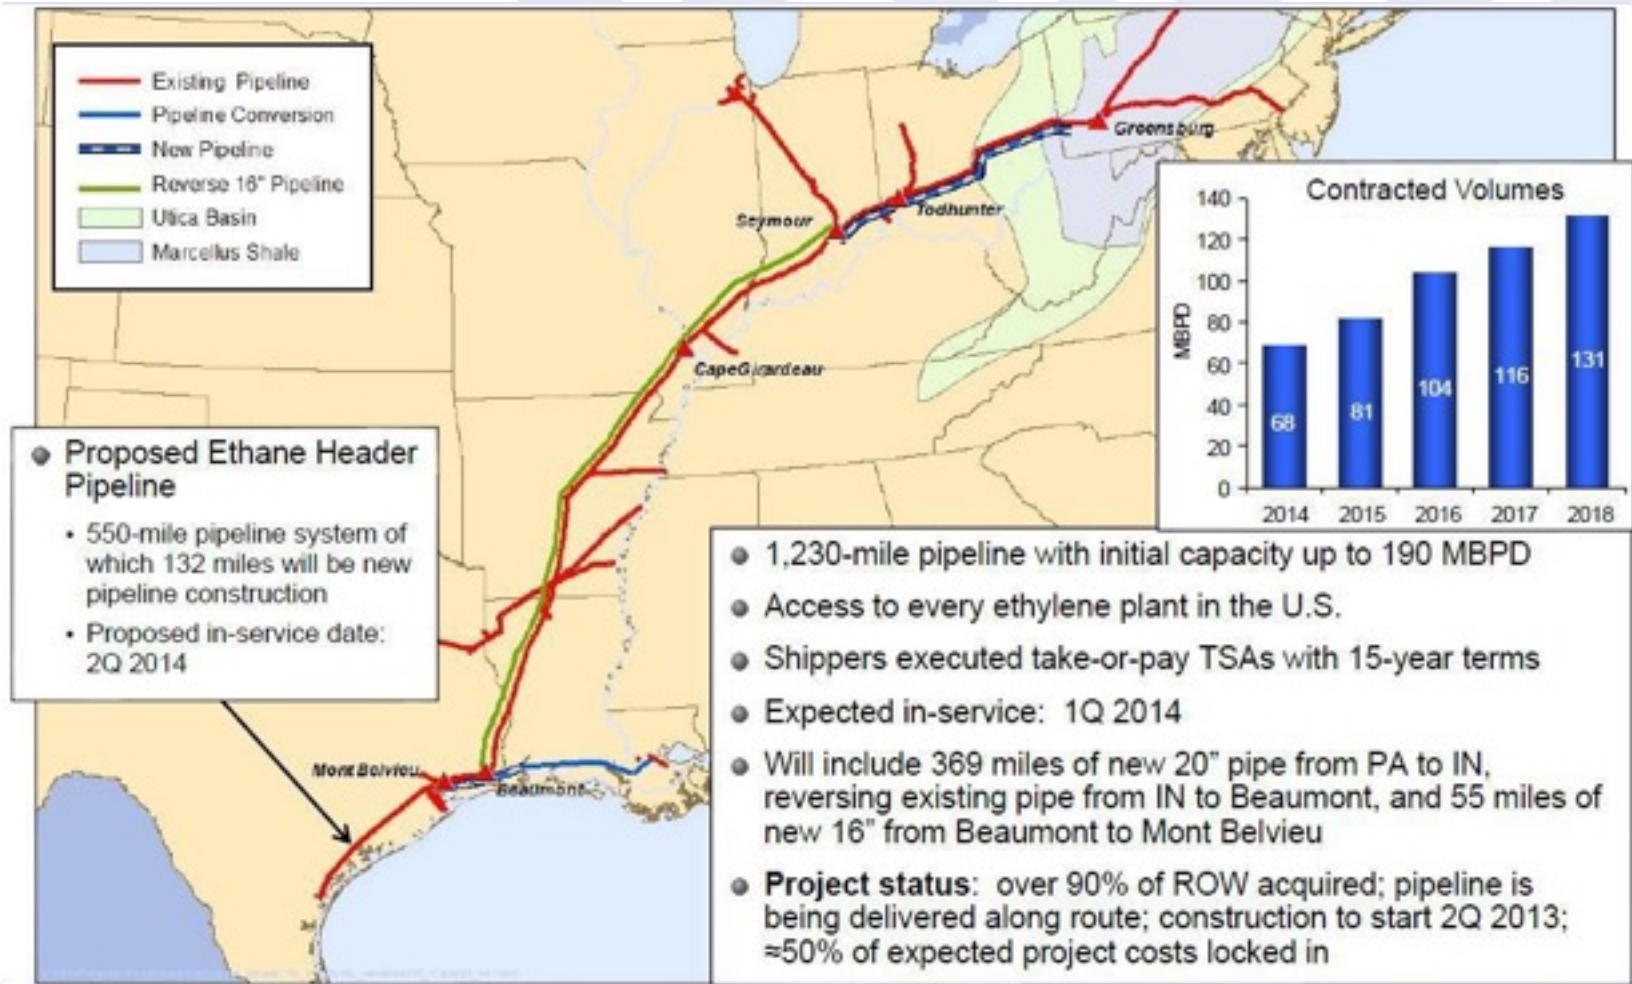 Existing Pipeline
Pipeline Conversion
New Pipeline
Reverse 16" Pipeline
Utica Basin
Marcellus Shale
Greensburg
Todhunter
Seymour
CapeGirardeau
Mont Belvieu
Beaumont
Contracted Volumes
MBPD
140
120
100
80
60
40
20
0
68
81
104
116
131
2014
2015
2016
2017
2018
Proposed Ethane Header
Pipeline
550-mile pipeline system of
which 132 miles will be new
pipeline construction
Proposed in-service date:
2Q 2014
1,230-mile pipeline with initial capacity up to 190 MBPD
Access to every ethylene plant in the U.S.
Shippers executed take-or-pay TSAs with 15-year terms
Expected in-service: 1Q 2014
Will include 369 miles of new 20” pipe from PA to IN,
reversing existing pipe from IN to Beaumont, and 55 miles of
new 16” from Beaumont to Mont Belvieu
Project status: over 90% of ROW acquired; pipeline is
being delivered along route; construction to start 2Q 2013;
≈50% of expected project costs locked in